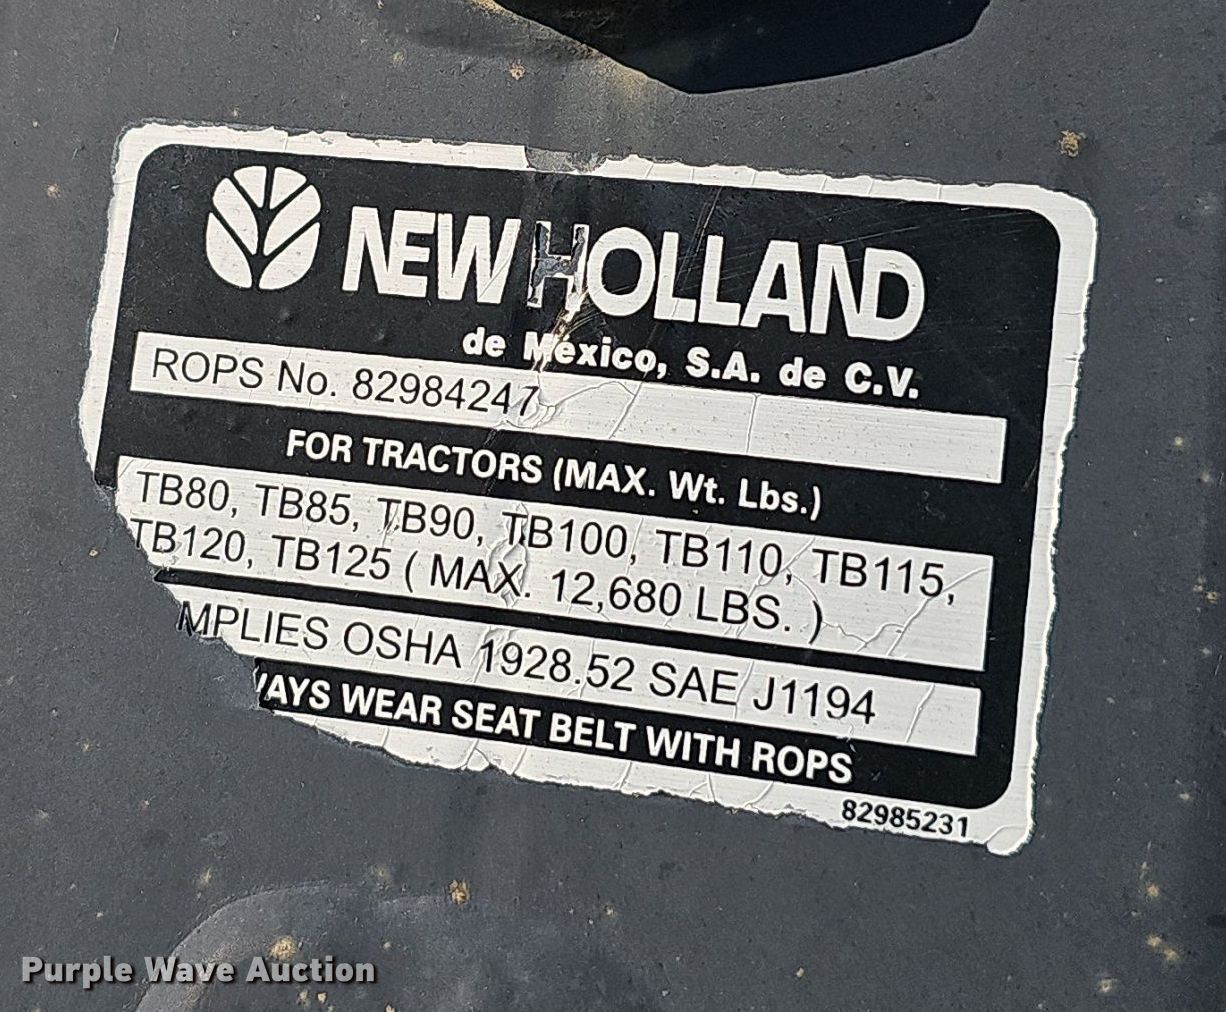 NEW HOLLAND
de México, S.A. de C.V.
ROPS No. 82984247
FOR TRACTORS (MAX. Wt. Lbs.)
TB80, TB85, TB90, TB100, TB110, TB115,
TB120, TB125 ( MAX. 12,680 LBS. )
MPLIES OSHA 1928.52 SAE J1194
WAYS WEAR SEAT BELT WITH ROPS
82985231
Purple Wave Auction